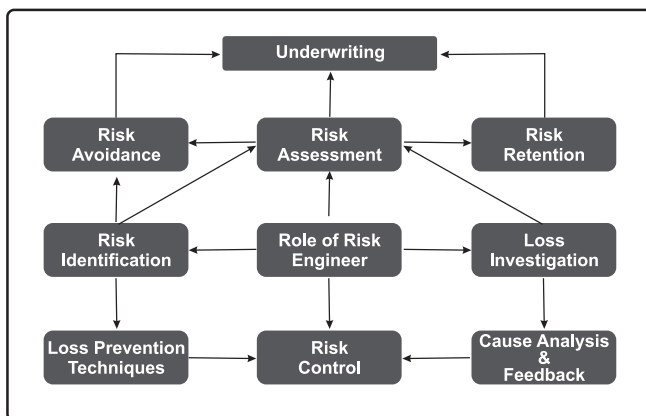 Underwriting
Risk
Avoidance
Risk
Assessment
Risk
Retention
Risk
Identification
Role of Risk
Engineer
Loss
Investigation
Loss Prevention
Techniques
Risk
Control
Cause Analysis
&
Feedback